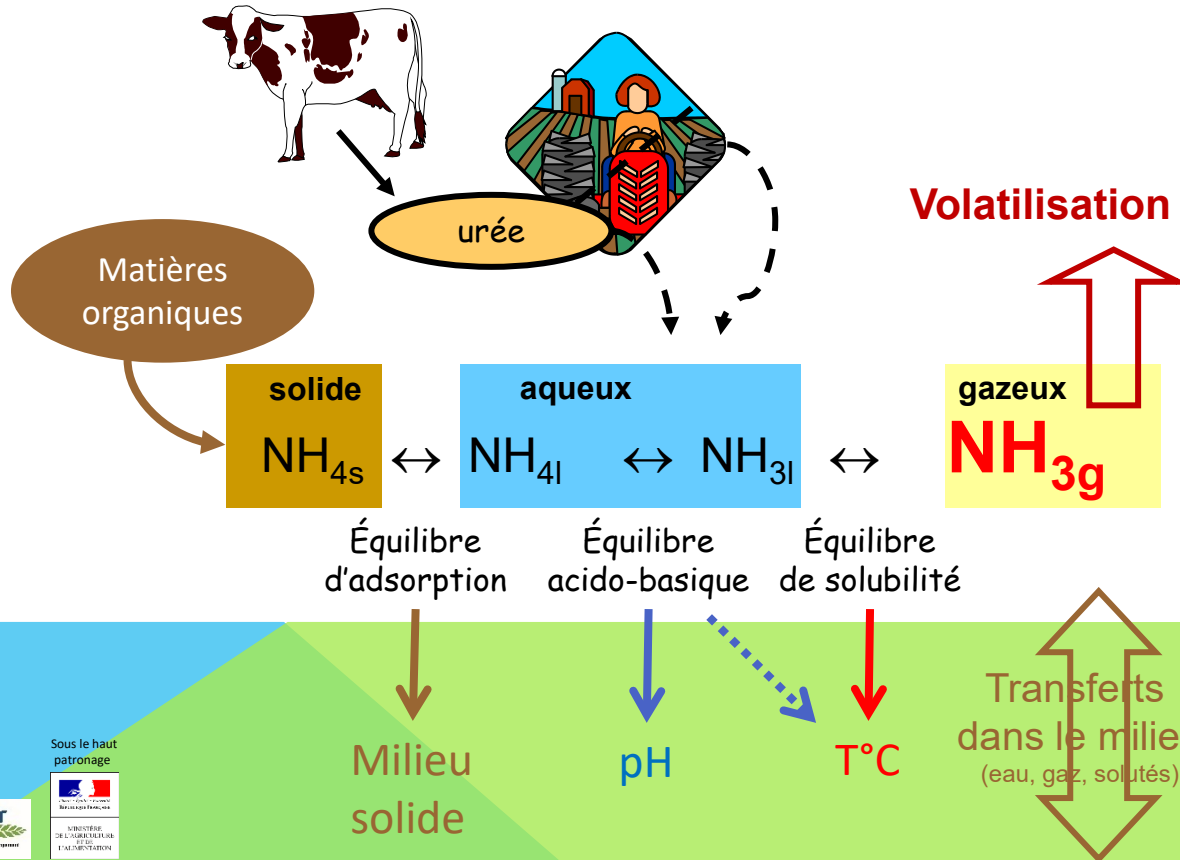 urée
Volatilisation
Matières
organiques
solide
aqueux
gazeux
NH4s ↔ NH4l ↔ NH3l ↔ NH3g
Équilibre
d'adsorption
Équilibre
acido-basique
Équilibre
de solubilité
Milieu
solide
pH
T°C
Transferts
dans le milie
(eau, gaz, solutés)
Sous le haut
patronage
RÉPUBLIQUE FRANÇAISE
MINISTÈRE
DE L'AGRICULTURE
ET DE
L'ALIMENTATION